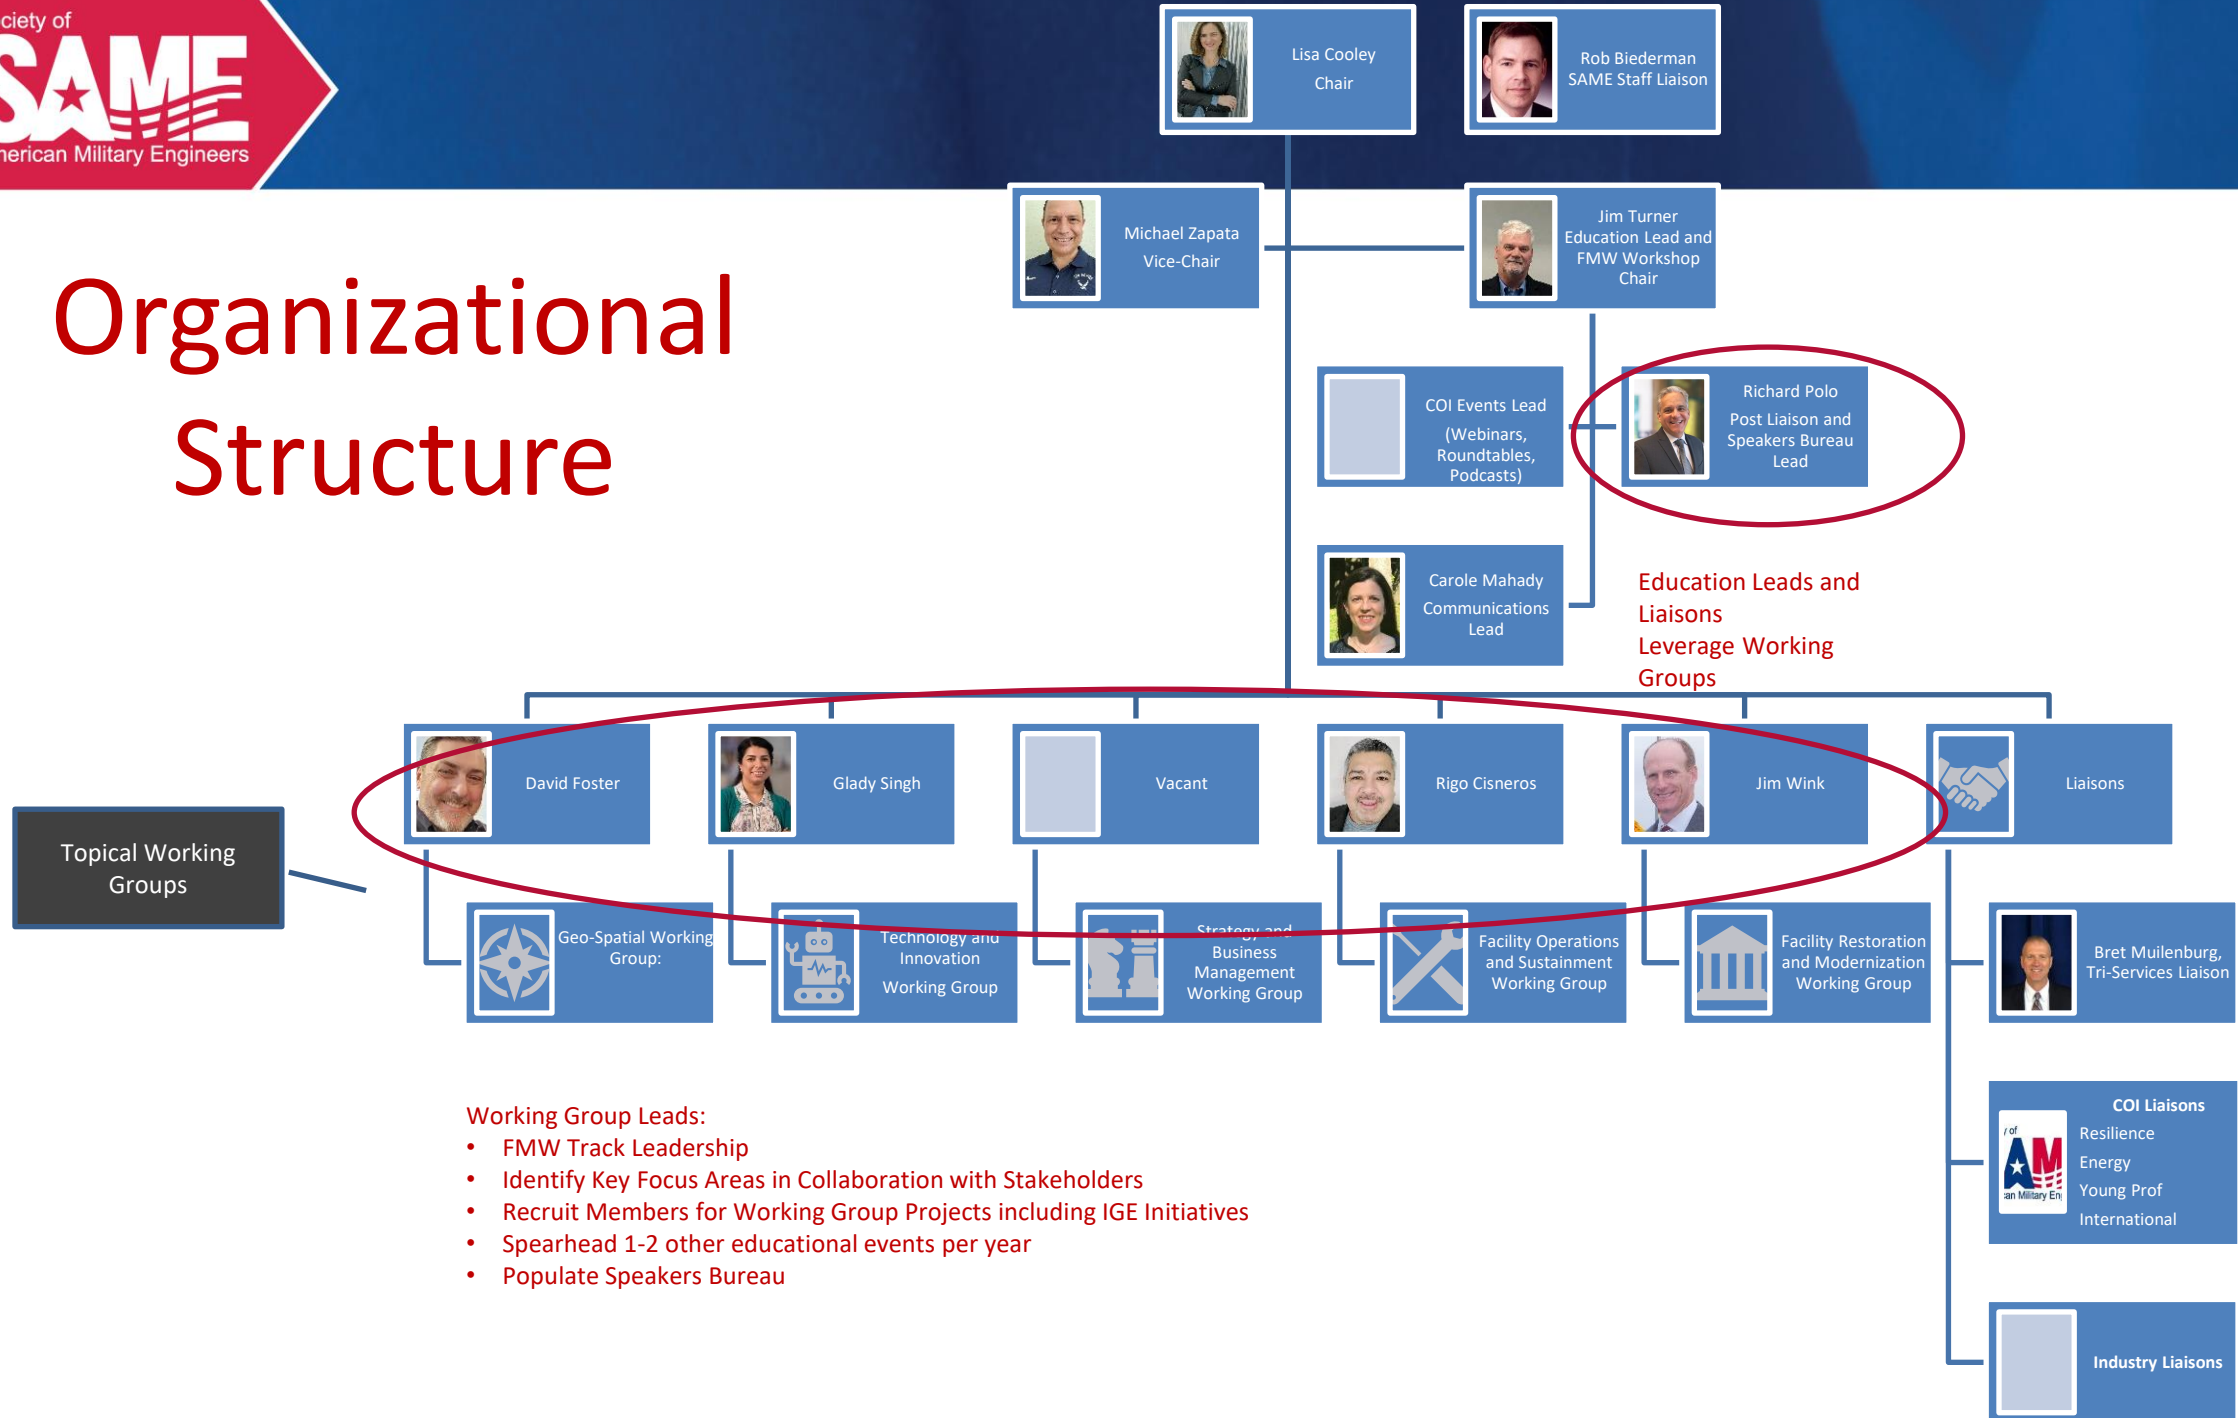 ciety of
SAME
merican Military Engineers
Lisa Cooley
Chair
Rob Biederman
SAME Staff Liaison
Michael Zapata
Vice-Chair
Jim Turner
Education Lead and
FMW Workshop
Chair
Organizational
Structure
COI Events Lead
(Webinars,
Roundtables,
Podcasts)
Richard Polo
Post Liaison and
Speakers Bureau
Lead
Carole Mahady
Communications
Lead
Education Leads and
Liaisons
Leverage Working
Groups
David Foster
Glady Singh
Vacant
Rigo Cisneros
Jim Wink
Liaisons
Topical Working
Groups
Geo-Spatial Working
Group:
Technology and
Innovation
Working Group
Strategy and
Business
Management
Working Group
Facility Operations
and Sustainment
Working Group
Facility Restoration
and Modernization
Working Group
Bret Muilenburg,
Tri-Services Liaison
Working Group Leads:
• FMW Track Leadership
• Identify Key Focus Areas in Collaboration with Stakeholders
• Recruit Members for Working Group Projects including IGE Initiatives
• Spearhead 1-2 other educational events per year
• Populate Speakers Bureau
y of
AM
an Military En
COI Liaisons
Resilience
Energy
Young Prof
International
Industry Liaisons